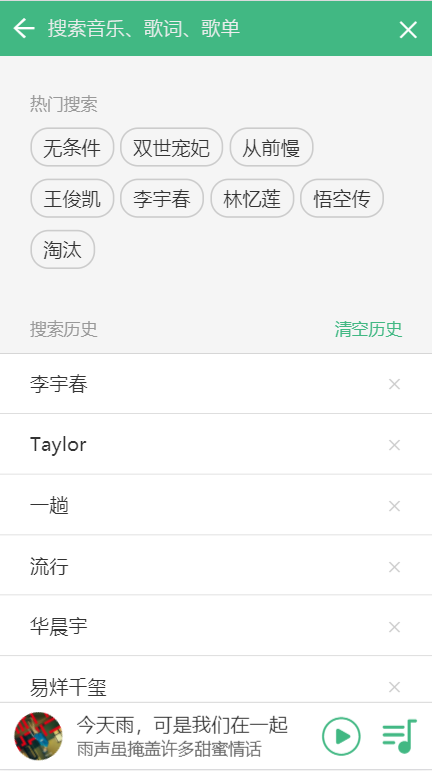 搜索音乐、歌词、歌单
热门搜索
无条件 双世宠妃 从前慢
王俊凯 李宇春 林忆莲 悟空传
淘汰
搜索历史 清空历史
李宇春
Taylor
一趟
流行
华晨宇
易烊千玺
今天雨，可是我们在一起
雨声虽掩盖许多甜蜜情话